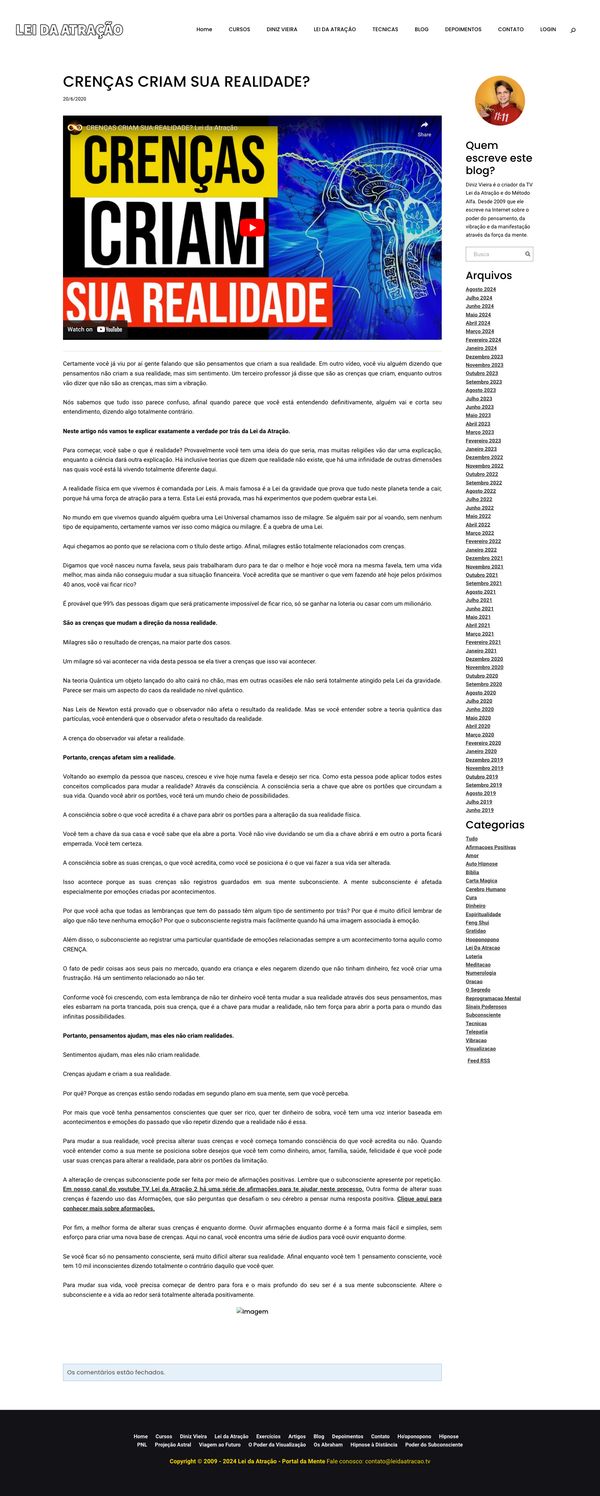 LEI DA ATRAÇÃO
Home CURSOS DINIZ VIEIRA LEI DA ATRAÇÃO TECNICAS BLOG DEPOIMENTOS CONTATO LOGIN
CRENÇAS CRIAM SUA REALIDADE?
20/6/2020
CRENÇAS CRIAM SUA REALIDADE? Lei da Atração
Share
CRENÇAS
CRIAM
SUA REALIDADE
Watch on YouTube
Certamente você já viu por aí gente falando que são pensamentos que criam a sua realidade. Em outro vídeo, você viu alguém dizendo que
pensamentos não criam a sua realidade, mas sim sentimento. Um terceiro professor já disse que são as crenças que criam, enquanto outros
vão dizer que não são as crenças, mas sim a vibração.
Nós sabemos que tudo isso parece confuso, afinal quando parece que você está entendendo definitivamente, alguém vai e corta seu
entendimento, dizendo algo totalmente contrário.
Neste artigo nós vamos te explicar exatamente a verdade por trás da Lei da Atração.
Para começar, você sabe o que é realidade? Provavelmente você tem uma ideia do que seria, mas muitas religiões vão dar uma explicação,
enquanto a ciência dará outra explicação. Há inclusive teorias que dizem que realidade não existe, que há uma infinidade de outras dimensões
nas quais você está lá vivendo totalmente diferente daqui.
A realidade física em que vivemos é comandada por Leis. A mais famosa é a Lei da gravidade que prova que tudo neste planeta tende a cair,
porque há uma força de atração para a terra. Esta Lei está provada, mas há experimentos que podem quebrar esta Lei.
No mundo em que vivemos quando alguém quebra uma Lei Universal chamamos isso de milagre. Se alguém sair por aí voando, sem nenhum
tipo de equipamento, certamente vamos ver isso como mágica ou milagre. É a quebra de uma Lei.
Aqui chegamos ao ponto que se relaciona com o título deste artigo. Afinal, milagres estão totalmente relacionados com crenças.
Digamos que você nasceu numa favela, seus pais trabalharam duro para te dar o melhor e hoje você mora na mesma favela, tem uma vida
melhor, mas ainda não conseguiu mudar a sua situação financeira. Você acredita que se mantiver o que vem fazendo até hoje pelos próximos
40 anos, você vai ficar rico?
É provável que 99% das pessoas digam que será praticamente impossível de ficar rico, só se ganhar na loteria ou casar com um milionário.
São as crenças que mudam a direção da nossa realidade.
Milagres são o resultado de crenças, na maior parte dos casos.
Um milagre só vai acontecer na vida desta pessoa se ela tiver a crenças que isso vai acontecer.
Na teoria Quântica um objeto lançado do alto cairá no chão, mas em outras ocasiões ele não será totalmente atingido pela Lei da gravidade.
Parece ser mais um aspecto do caos da realidade no nível quântico.
Nas Leis de Newton está provado que o observador não afeta o resultado da realidade. Mas se você entender sobre a teoria quântica das
partículas, você entenderá que o observador afeta o resultado da realidade.
A crença do observador vai afetar a realidade.
Portanto, crenças afetam sim a realidade.
Voltando ao exemplo da pessoa que nasceu, cresceu e vive hoje numa favela e desejo ser rica. Como esta pessoa pode aplicar todos estes
conceitos complicados para mudar a realidade? Através da consciência. A consciência seria a chave que abre os portões que circundam a
sua vida. Quando você abrir os portões, você terá um mundo cheio de possibilidades.
A consciência sobre o que você acredita é a chave para abrir os portões para a alteração da sua realidade física.
Você tem a chave da sua casa e você sabe que ela abre a porta. Você não vive duvidando se um dia a chave abrirá e em outro a porta ficará
emperrada. Você tem certeza.
A consciência sobre as suas crenças, o que você acredita, como você se posiciona é o que vai fazer a sua vida ser alterada.
Isso acontece porque as suas crenças são registros guardados em sua mente subconsciente. A mente subconsciente é afetada
especialmente por emoções criadas por acontecimentos.
Por que você acha que todas as lembranças que tem do passado têm algum tipo de sentimento por trás? Por que é muito difícil lembrar de
algo que não teve nenhuma emoção? Por que o subconsciente registra mais facilmente quando há uma imagem associada à emoção.
Além disso, o subconsciente ao registrar uma particular quantidade de emoções relacionadas sempre a um acontecimento torna aquilo como
CRENÇA.
O fato de pedir coisas aos seus pais no mercado, quando era criança e eles negarem dizendo que não tinham dinheiro, fez você criar uma
frustração. Há um sentimento relacionado ao não ter.
Conforme você foi crescendo, com esta lembrança de não ter dinheiro você tenta mudar a sua realidade através dos seus pensamentos, mas
eles esbarram na porta trancada, pois sua crença, que é a chave para mudar a realidade, não tem força para abrir a porta para o mundo das
infinitas possibilidades.
Portanto, pensamentos ajudam, mas eles não criam realidades.
Sentimentos ajudam, mas eles não criam realidade.
Crenças ajudam e criam a sua realidade.
Por quê? Porque as crenças estão sendo rodadas em segundo plano em sua mente, sem que você perceba.
Por mais que você tenha pensamentos conscientes que quer ser rico, quer ter dinheiro de sobra, você tem uma voz interior baseada em
acontecimentos e emoções do passado que vão repetir dizendo que a realidade não é essa.
Para mudar a sua realidade, você precisa alterar suas crenças e você começa tomando consciência do que você acredita ou não. Quando
você entender como a sua mente se posiciona sobre desejos que você tem como dinheiro, amor, família, saúde, felicidade é que você pode
usar suas crenças para alterar a realidade, para abrir os portões da limitação.
A alteração de crenças subconsciente pode ser feita por meio de afirmações positivas. Lembre que o subconsciente apresente por repetição.
Em nosso canal do youtube TV Lei da Atração 2 há uma série de afirmações para te ajudar neste processo. Outra forma de alterar suas
crenças é fazendo uso das Aformações, que são perguntas que desafiam o seu cérebro a pensar numa resposta positiva. Clique aqui para
conhecer mais sobre aformações.
Por fim, a melhor forma de alterar suas crenças é enquanto dorme. Ouvir afirmações enquanto dorme é a forma mais fácil e simples, sem
esforço para criar uma nova base de crenças. Aqui no canal, você encontra uma série de áudios para você ouvir enquanto dorme.
Se você ficar só no pensamento consciente, será muito difícil alterar sua realidade. Afinal enquanto você tem 1 pensamento consciente, você
tem 10 mil inconscientes dizendo totalmente o contrário daquilo que você quer.
Para mudar sua vida, você precisa começar de dentro para fora e o mais profundo do seu ser é a sua mente subconsciente. Altere o
subconsciente e a vida ao redor será totalmente alterada positivamente.
Imagem
Os comentários estão fechados.
11:11
Quem
escreve este
blog?
Diniz Vieira é o criador da TV
Lei da Atração e do Método
Alfa. Desde 2009 que ele
escreve na Internet sobre o
poder do pensamento, da
vibração e da manifestação
através da força da mente.
Busca
Arquivos
Agosto 2024
Julho 2024
Junho 2024
Maio 2024
Abril 2024
Março 2024
Fevereiro 2024
Janeiro 2024
Dezembro 2023
Novembro 2023
Outubro 2023
Setembro 2023
Agosto 2023
Julho 2023
Junho 2023
Maio 2023
Abril 2023
Março 2023
Fevereiro 2023
Janeiro 2023
Dezembro 2022
Novembro 2022
Outubro 2022
Setembro 2022
Agosto 2022
Julho 2022
Junho 2022
Maio 2022
Abril 2022
Março 2022
Fevereiro 2022
Janeiro 2022
Dezembro 2021
Novembro 2021
Outubro 2021
Setembro 2021
Agosto 2021
Julho 2021
Junho 2021
Maio 2021
Abril 2021
Março 2021
Fevereiro 2021
Janeiro 2021
Dezembro 2020
Novembro 2020
Outubro 2020
Setembro 2020
Agosto 2020
Julho 2020
Junho 2020
Maio 2020
Abril 2020
Março 2020
Fevereiro 2020
Janeiro 2020
Dezembro 2019
Novembro 2019
Outubro 2019
Setembro 2019
Agosto 2019
Julho 2019
Junho 2019
Categorias
Tudo
Afirmacoes Positivas
Amor
Auto Hipnose
Biblia
Carta Magica
Cerebro Humano
Cura
Dinheiro
Espiritualidade
Feng Shui
Gratidao
Hooponopono
Lei Da Atracao
Loteria
Meditacao
Numerologia
Oracao
O Segredo
Reprogramacao Mental
Sinais Poderosos
Subconsciente
Tecnicas
Telepatia
Vibracao
Visualizacao
Feed RSS
Home Cursos Diniz Vieira Lei da Atração Exercícios Artigos Blog Depoimentos Contato Ho'oponopono Hipnose
PNL Projeção Astral Viagem ao Futuro O Poder da Visualização Os Abraham Hipnose à Distância Poder do Subconsciente
Copyright © 2009 - 2024 Lei da Atração - Portal da Mente Fale conosco: contato@leidaatracao.tv